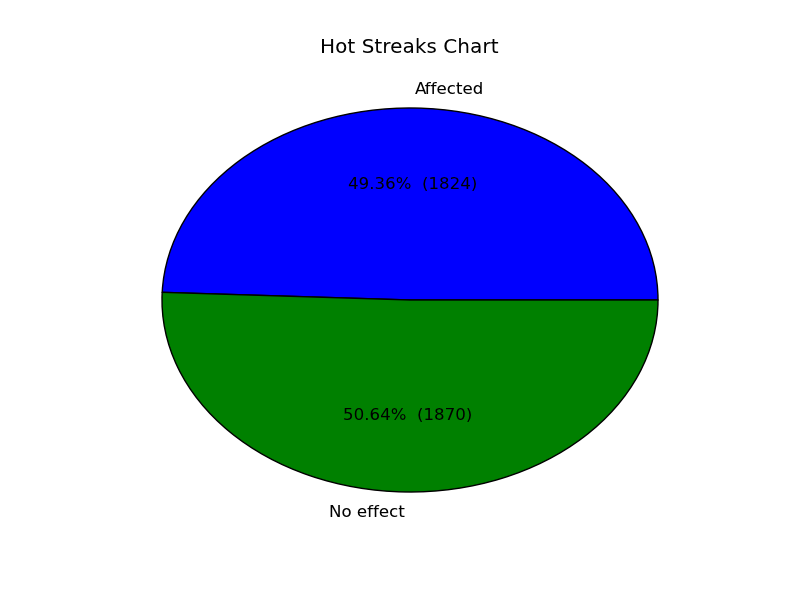 Hot Streaks Chart
Affected
49.36% (1824)
50.64% (1870)
No effect